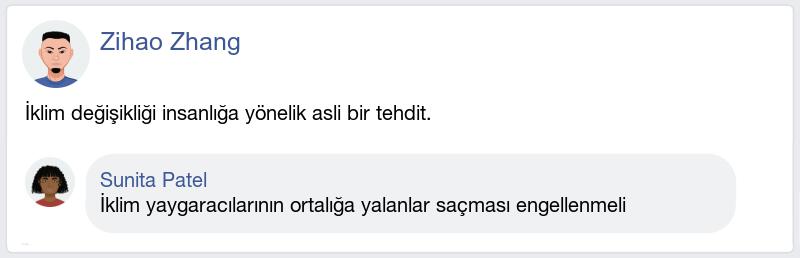 Zihao Zhang
İklim değişikliği insanlığa yönelik asli bir tehdit.
Sunita Patel
İklim yaygaracılarının ortalığa yalanlar saçması engellenmeli